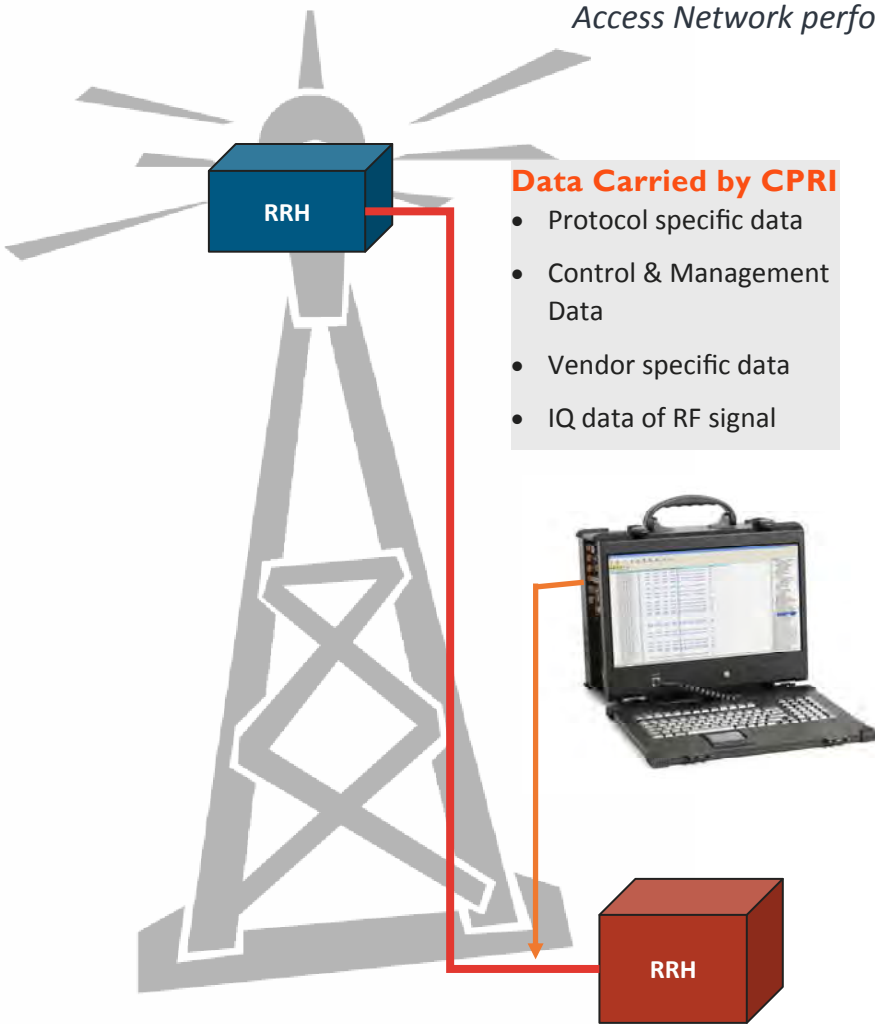 Access Network perfo
RRH
Data Carried by CPRI
• Protocol specific data
• Control & Management
Data
• Vendor specific data
• IQ data of RF signal
RRH